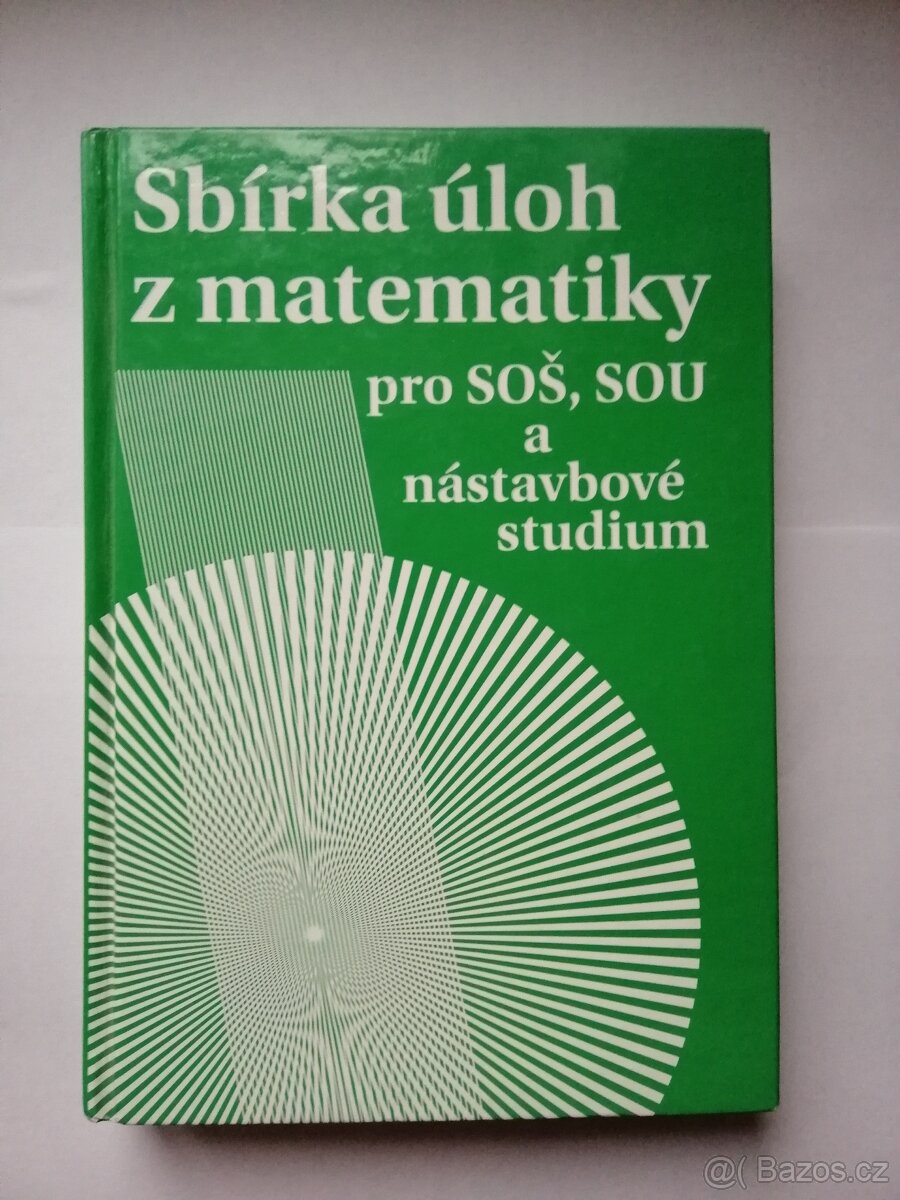 Sbírka úloh
z matematiky
pro SOŠ, SOU
a
nástavbové
studium
@( Bazos.cz